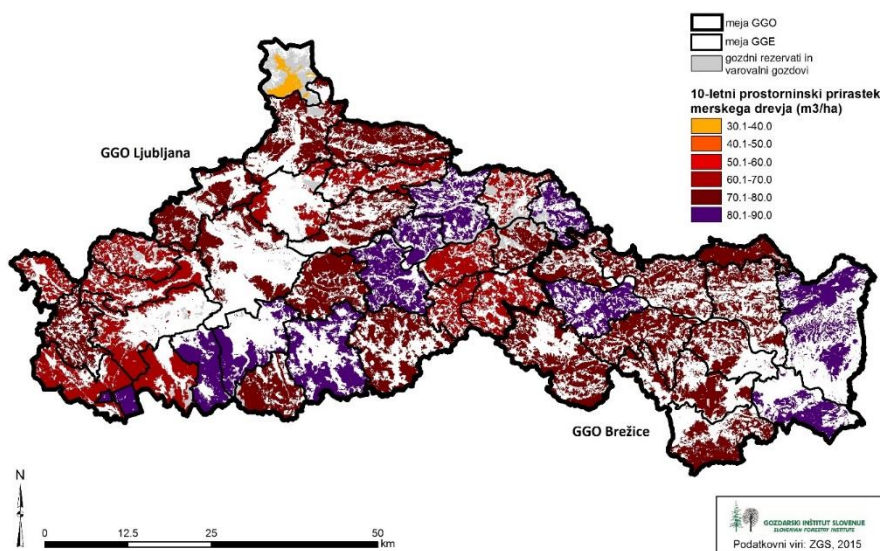 meja GGO
meja GGE
gozdni rezervati in
varovalni gozdovi
10-letni prostorninski prirastek
merskega drevja (m3/ha)
30.1-40.0
40.1-50.0
50.1-60.0
60.1-70.0
70.1-80.0
80.1-90.0
GGO Ljubljana
GGO Brežice
N
0 12.5 25 50
km
GOZDARSKI INŠTITUT SLOVENIJE
SLOVENIAN FORESTRY INSTITUTE
Podatkovni viri: ZGS, 2015